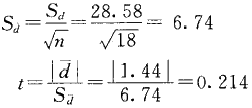 S_d = S_d/√n = 28.58/√18 = 6.74
t = |d̄|/S_d̄ = |1.44|/6.74 = 0.214